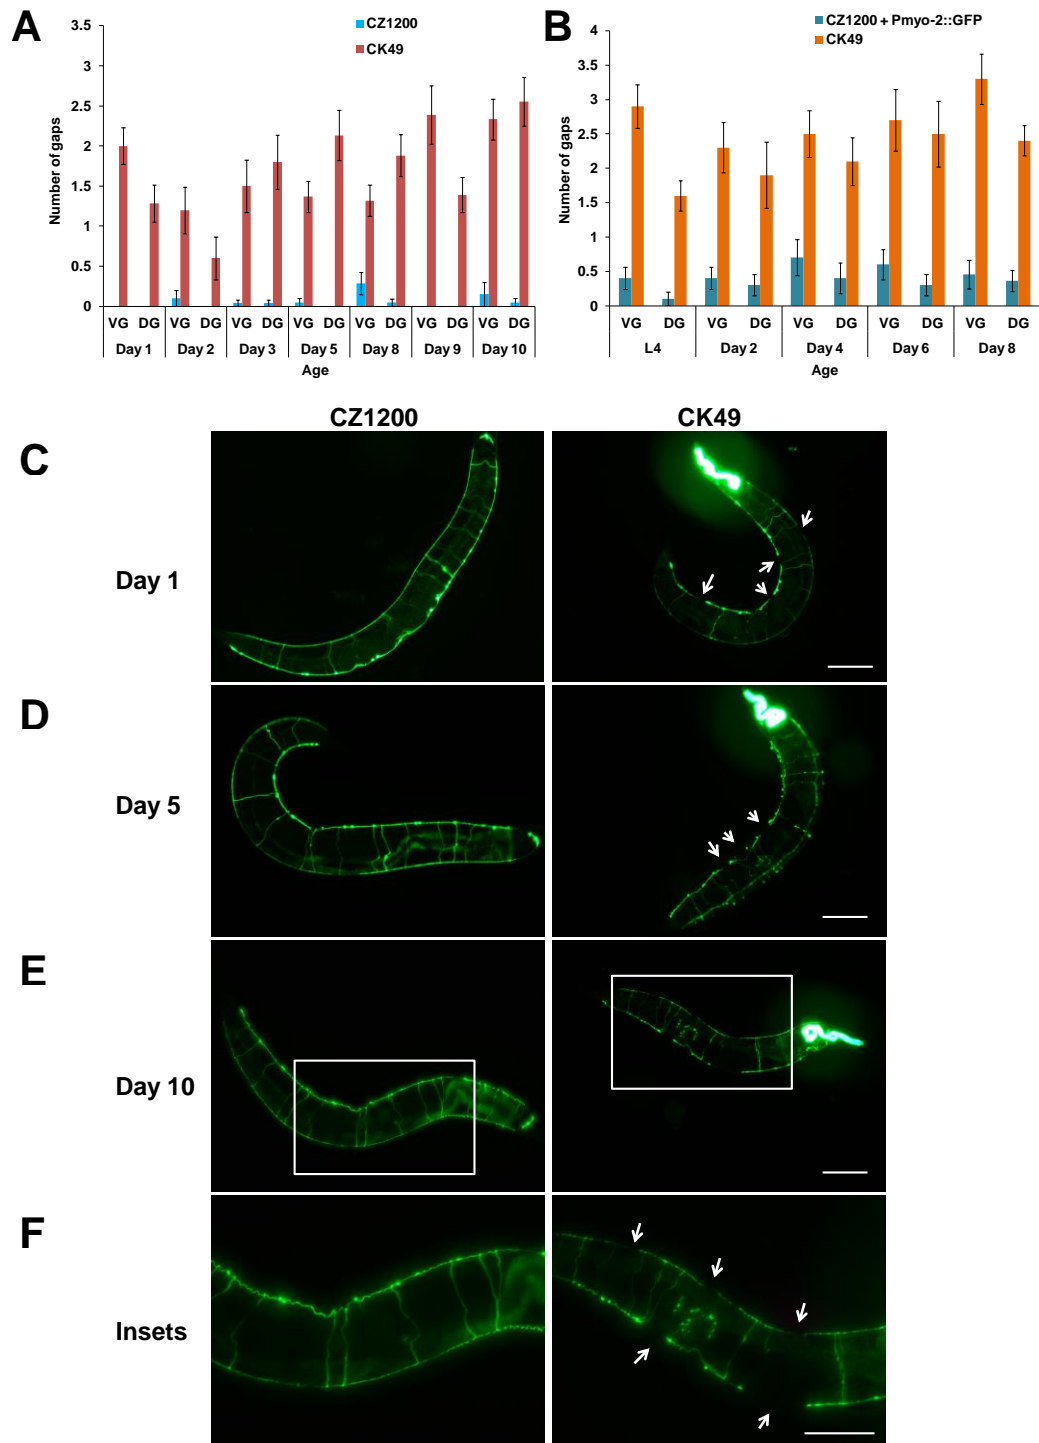 A
CZ1200
CK49
3.5
3
2.5
2
1.5
1
0.5
0
Number of gaps
VG DG VG DG VG DG VG DG VG DG VG DG VG DG
Day 1 Day 2 Day 3 Day 5 Day 8 Day 9 Day 10
Age
B
CZ1200 + Pmyo-2::GFP
CK49
4
3.5
3
2.5
2
1.5
1
0.5
0
Number of gaps
VG DG VG DG VG DG VG DG VG DG
L4 Day 2 Day 4 Day 6 Day 8
Age
CZ1200 CK49
C
Day 1
D
Day 5
E
Day 10
F
Insets